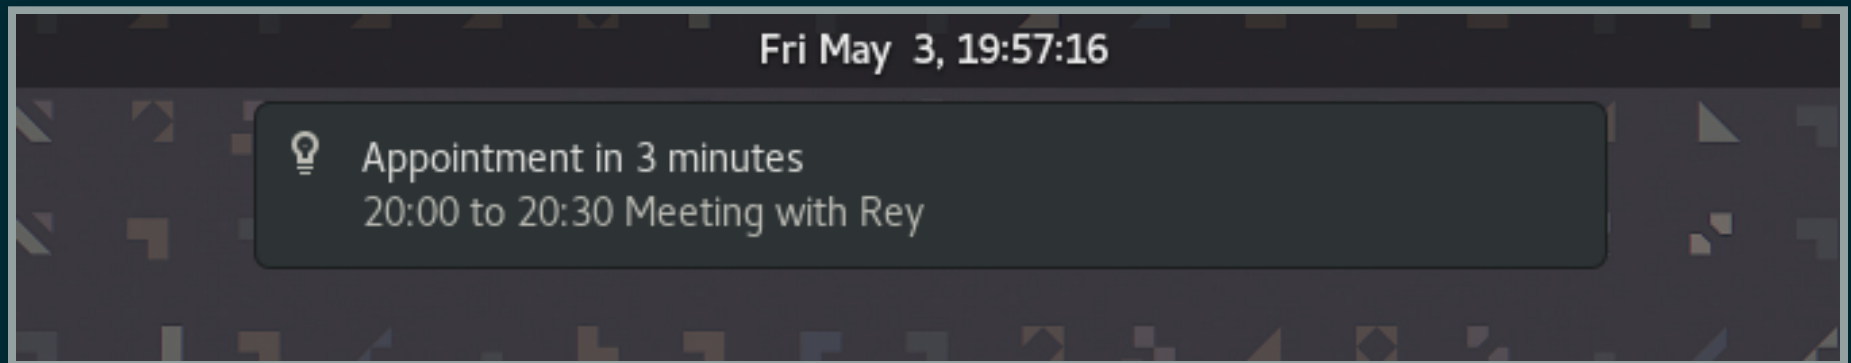 Fri May  3, 19:57:16
Appointment in 3 minutes
20:00 to 20:30 Meeting with Rey